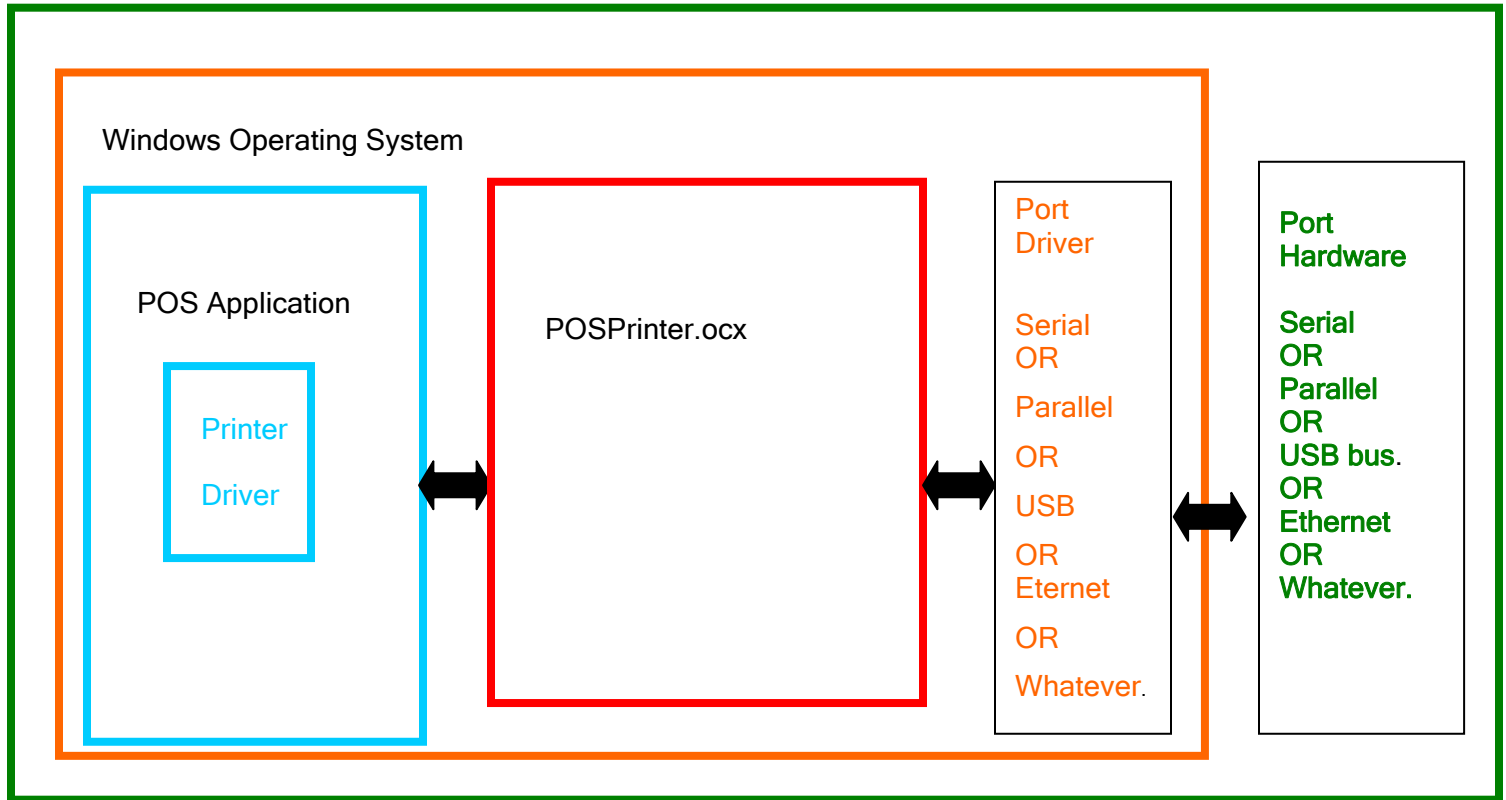 Windows Operating System
POS Application
Printer
Driver
POSPrinter.ocx
Port
Driver
Serial
OR
Parallel
OR
USB
OR
Eternet
OR
Whatever.
Port
Hardware
Serial
OR
Parallel
OR
USB bus.
OR
Ethernet
OR
Whatever.